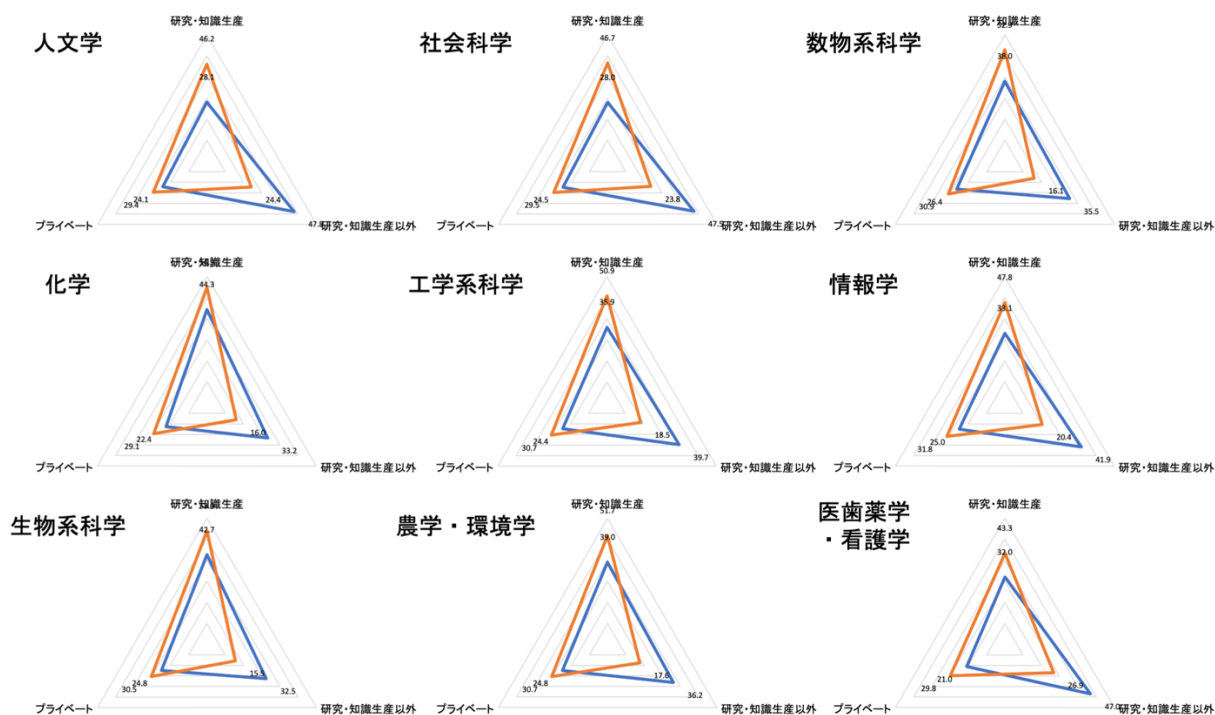 人文学
研究・知識生産
46.2
28.1
24.1
29.4
プライベート
24.4
47.8
研究・知識生産以外
社会科学
研究・知識生産
46.7
28.0
24.5
29.5
プライベート
23.8
研究・知識生産以外
数物系科学
研究・知識生産
38.0
26.4
30.9
プライベート
16.1
35.5
研究・知識生産以外
化学
研究・知識生産
44.3
22.4
29.1
プライベート
16.0
33.2
研究・知識生産以外
工学系科学
研究・知識生産
50.9
35.9
24.4
30.7
プライベート
18.5
39.7
研究・知識生産以外
情報学
研究・知識生産
47.8
33.1
25.0
31.8
プライベート
20.4
41.9
研究・知識生産以外
生物系科学
研究・知識生産
42.7
24.8
30.5
プライベート
15.9
32.5
研究・知識生産以外
農学・環境学
研究・知識生産
51.7
39.0
24.8
30.7
プライベート
17.6
36.2
研究・知識生産以外
医歯薬学
・看護学
研究・知識生産
43.3
32.0
21.0
29.8
プライベート
26.9
47.0
研究・知識生産以外